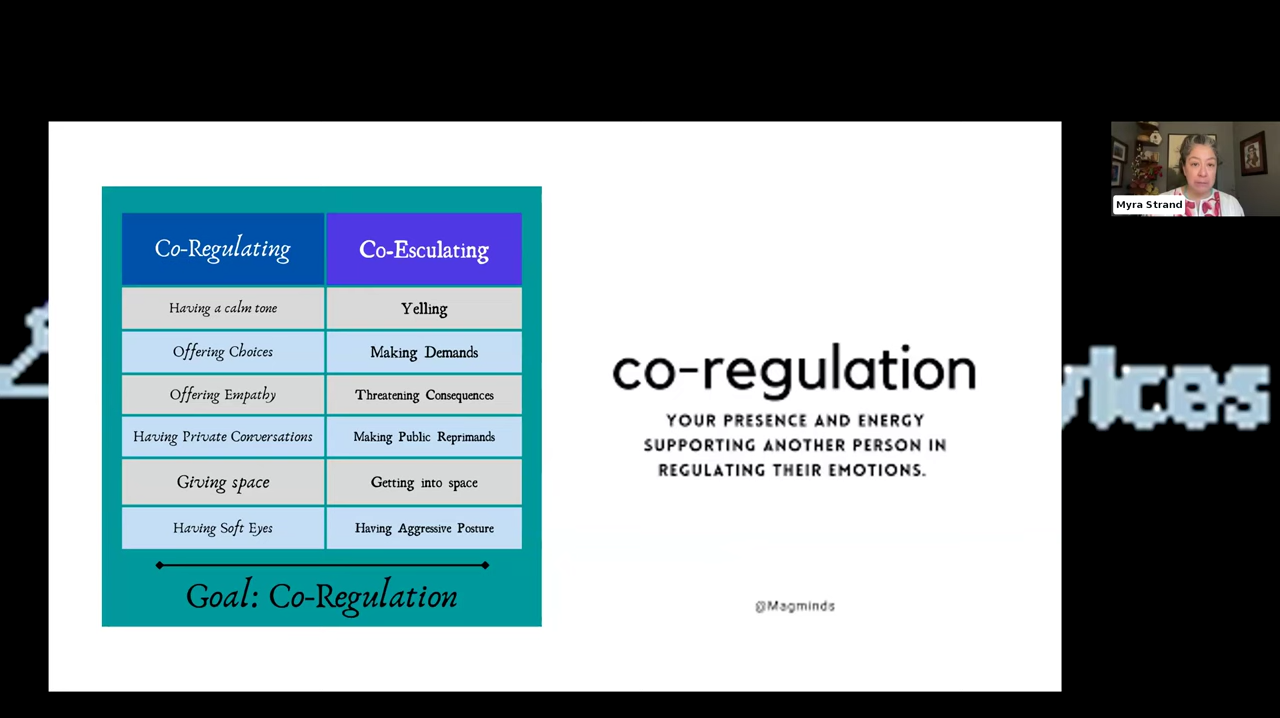 Co-Regulating Co-Esculating
Having a calm tone Yelling
Offering Choices Making Demands
Offering Empathy Threatening Consequences
Having Private Conversations Making Public Reprimands
Giving space Getting into space
Having Soft Eyes Having Aggressive Posture
Goal: Co-Regulation
co-regulation
YOUR PRESENCE AND ENERGY
SUPPORTING ANOTHER PERSON IN
REGULATING THEIR EMOTIONS.
@Magminds
Myra Strand
vices